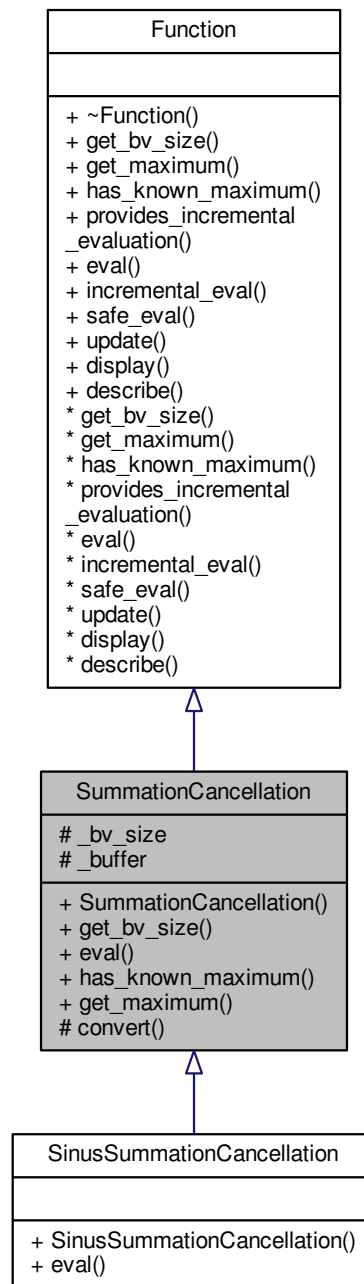 Function
+ ~Function()
+ get_bv_size()
+ get_maximum()
+ has_known_maximum()
+ provides_incremental
_evaluation()
+ eval()
+ incremental_eval()
+ safe_eval()
+ update()
+ display()
+ describe()
* get_bv_size()
* get_maximum()
* has_known_maximum()
* provides_incremental
_evaluation()
* eval()
* incremental_eval()
* safe_eval()
* update()
* display()
* describe()
SummationCancellation
# _bv_size
# _buffer
+ SummationCancellation()
+ get_bv_size()
+ eval()
+ has_known_maximum()
+ get_maximum()
# convert()
SinusSummationCancellation
+ SinusSummationCancellation()
+ eval()